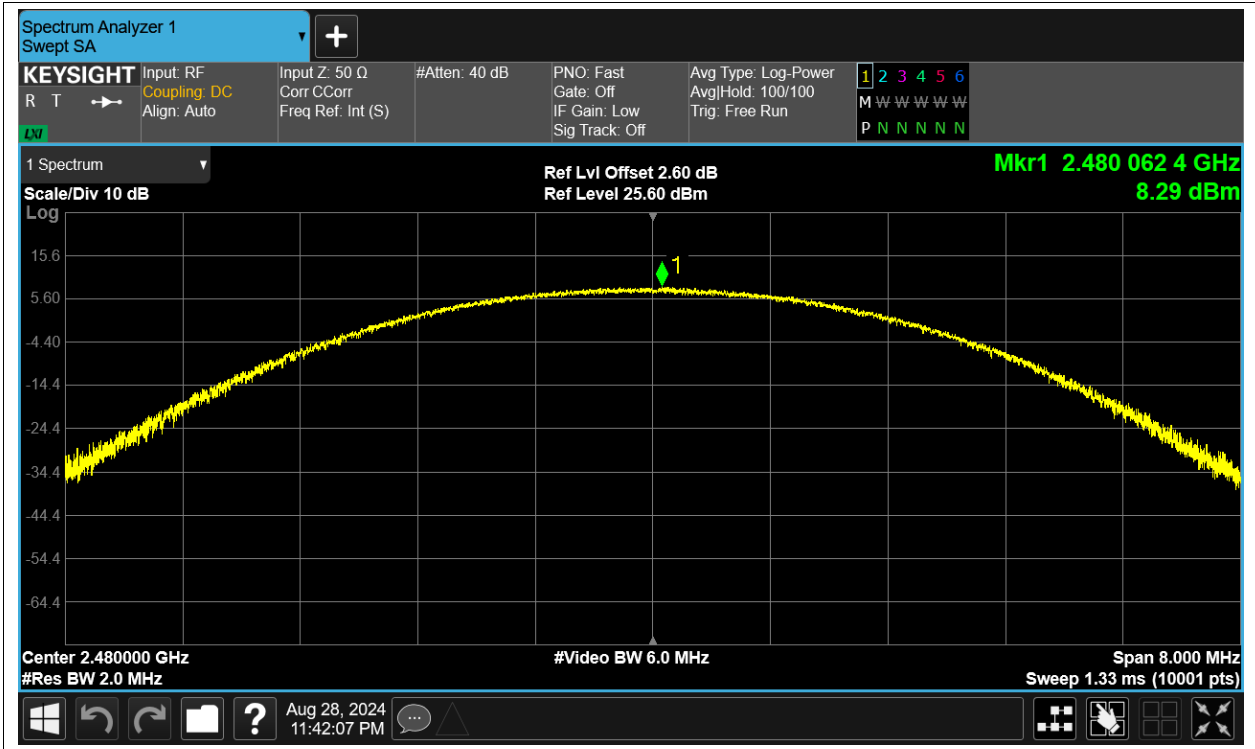 Spectrum Analyzer 1
Swept SA
KEYSIGHT
R T
LXI
Input: RF
Coupling: DC
Align: Auto
Input Z: 50 Ω
Corr CCorr
Freq Ref: Int (S)
#Atten: 40 dB
PNO: Fast
Gate: Off
IF Gain: Low
Sig Track: Off
Avg Type: Log-Power
Avg|Hold: 100/100
Trig: Free Run
1 2 3 4 5 6
M W W W W W
P N N N N N
1 Spectrum
Scale/Div 10 dB
Log
Ref Lvl Offset 2.60 dB
Ref Level 25.60 dBm
Mkr1 2.480 062 4 GHz
8.29 dBm
1
15.6
5.60
-4.40
-14.4
-24.4
-34.4
-44.4
-54.4
-64.4
Center 2.480000 GHz
#Video BW 6.0 MHz
Span 8.000 MHz
#Res BW 2.0 MHz
Sweep 1.33 ms (10001 pts)
?
Aug 28, 2024
11:42:07 PM